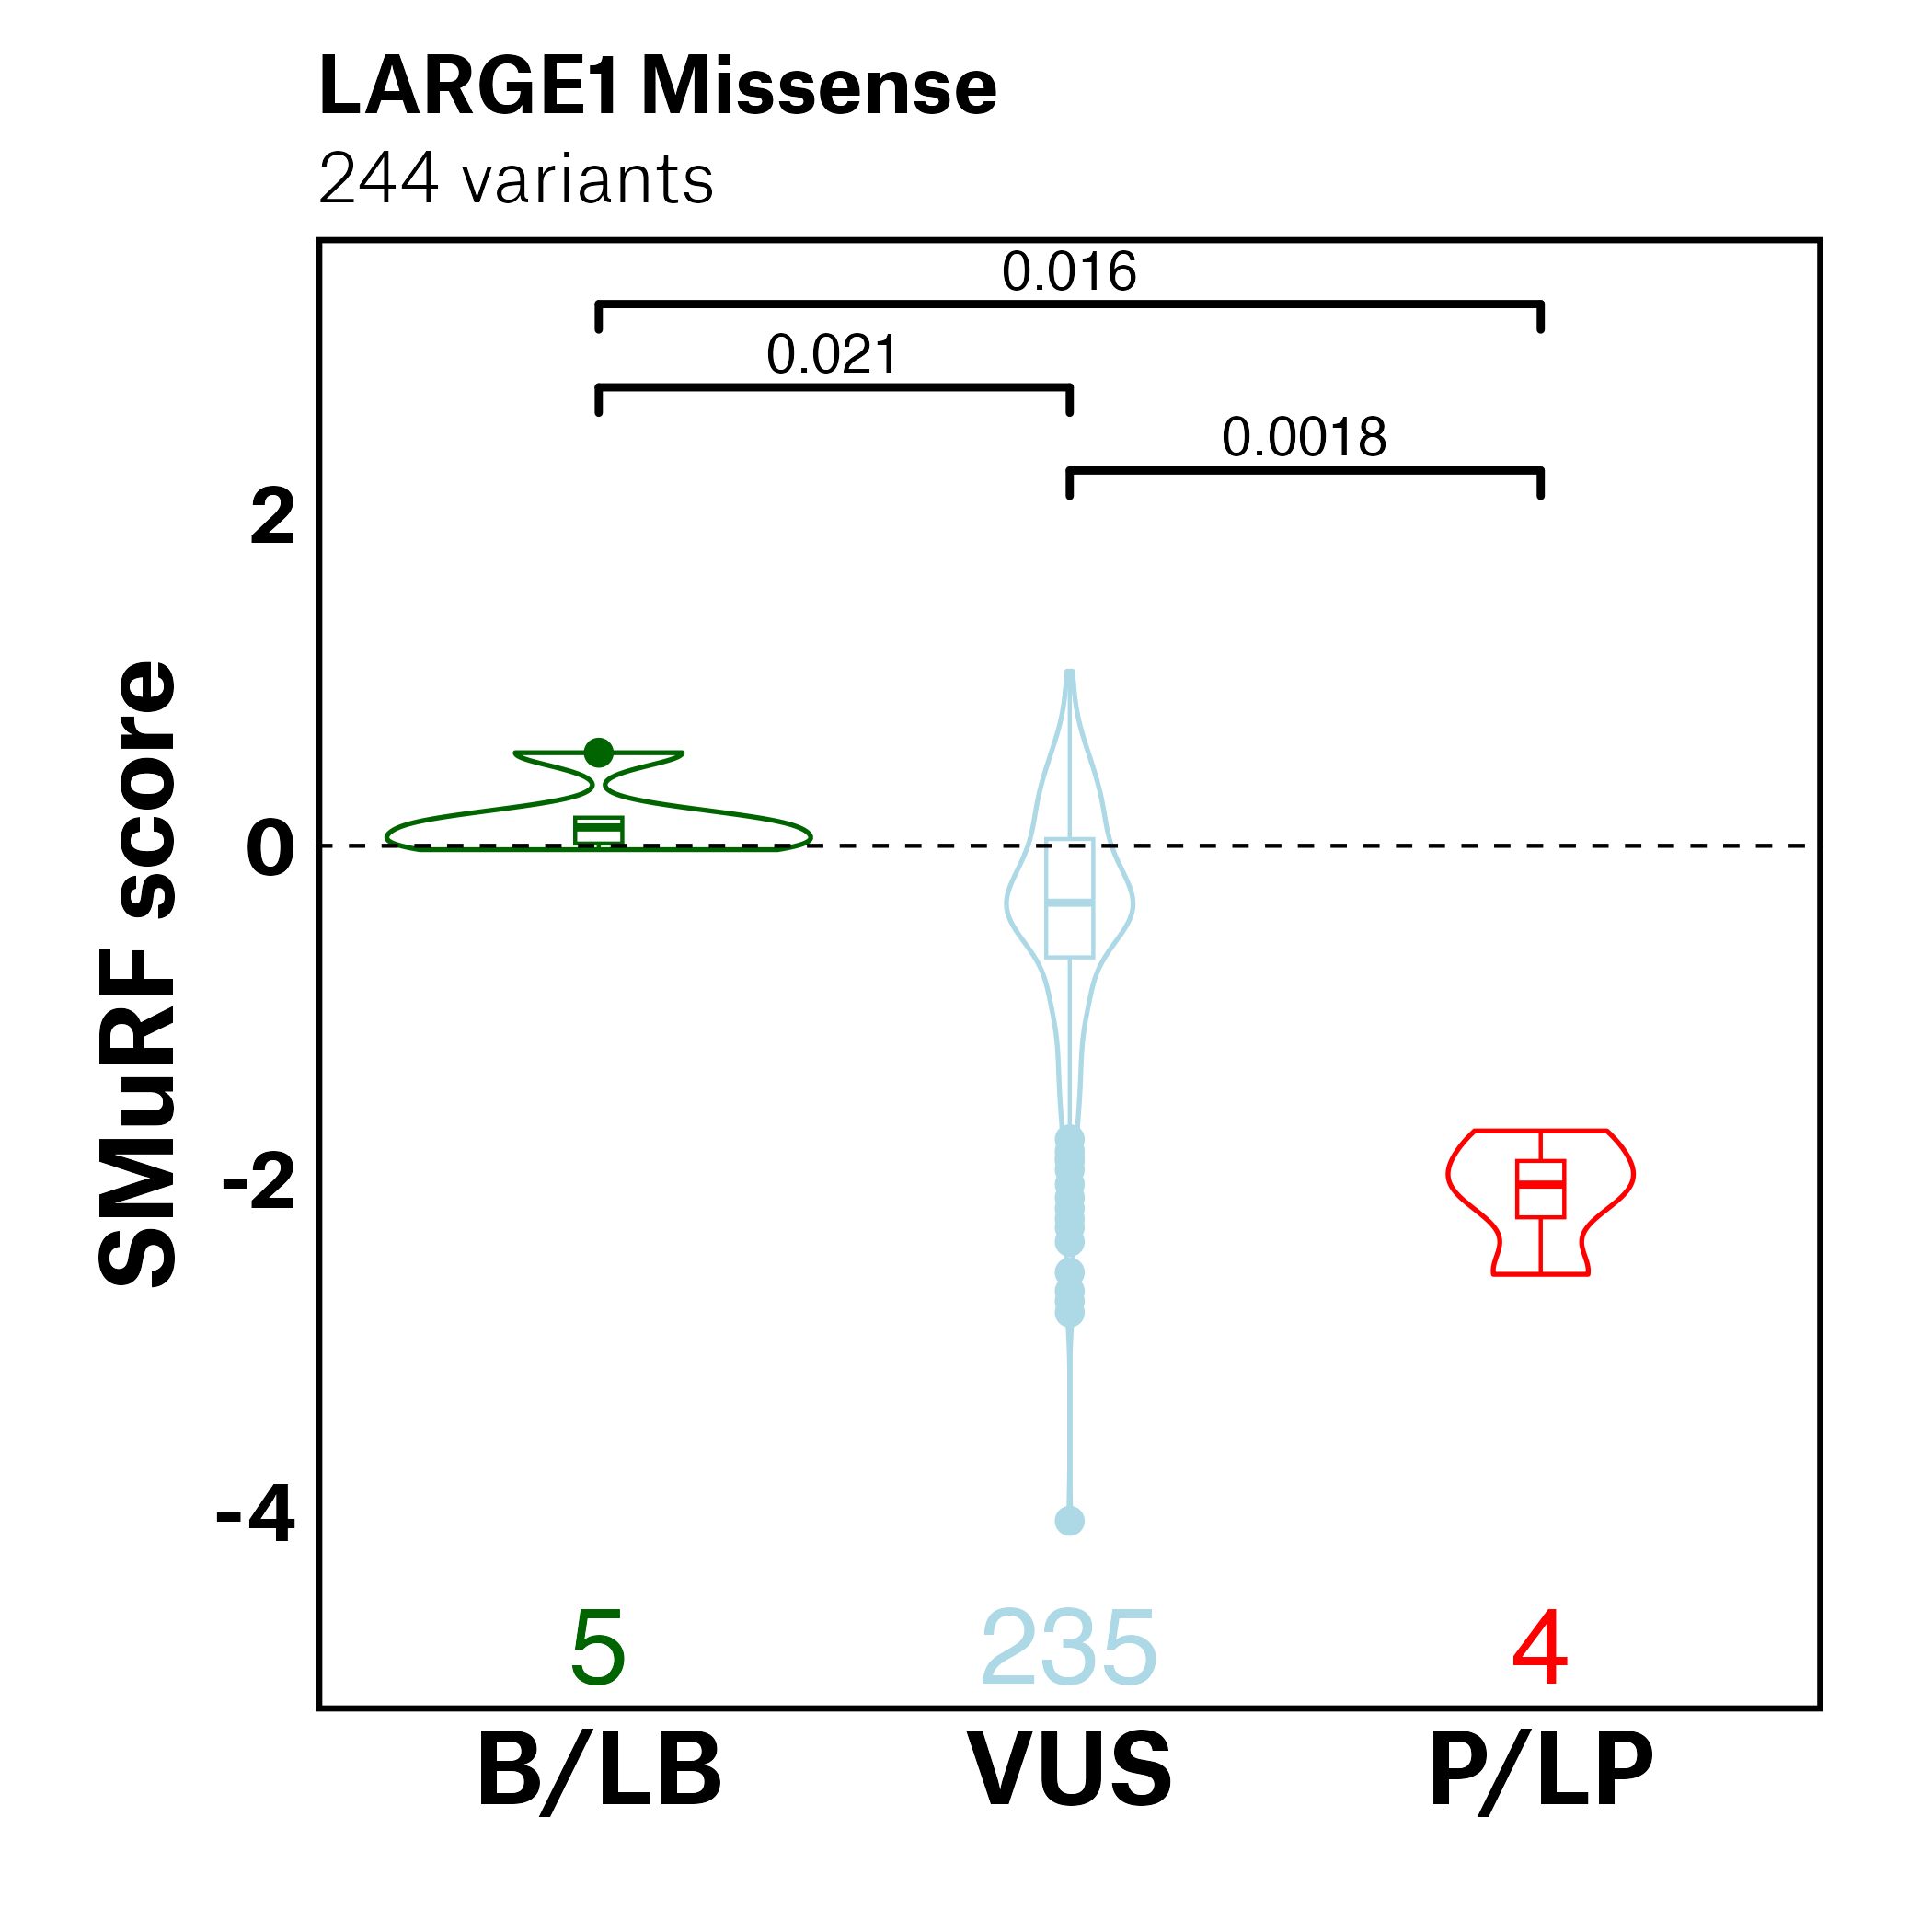 LARGE1 Missense
244 variants
0.016
0.021
0.0018
2
0
-2
-4
SMuRF score
5
235
4
B/LB
VUS
P/LP